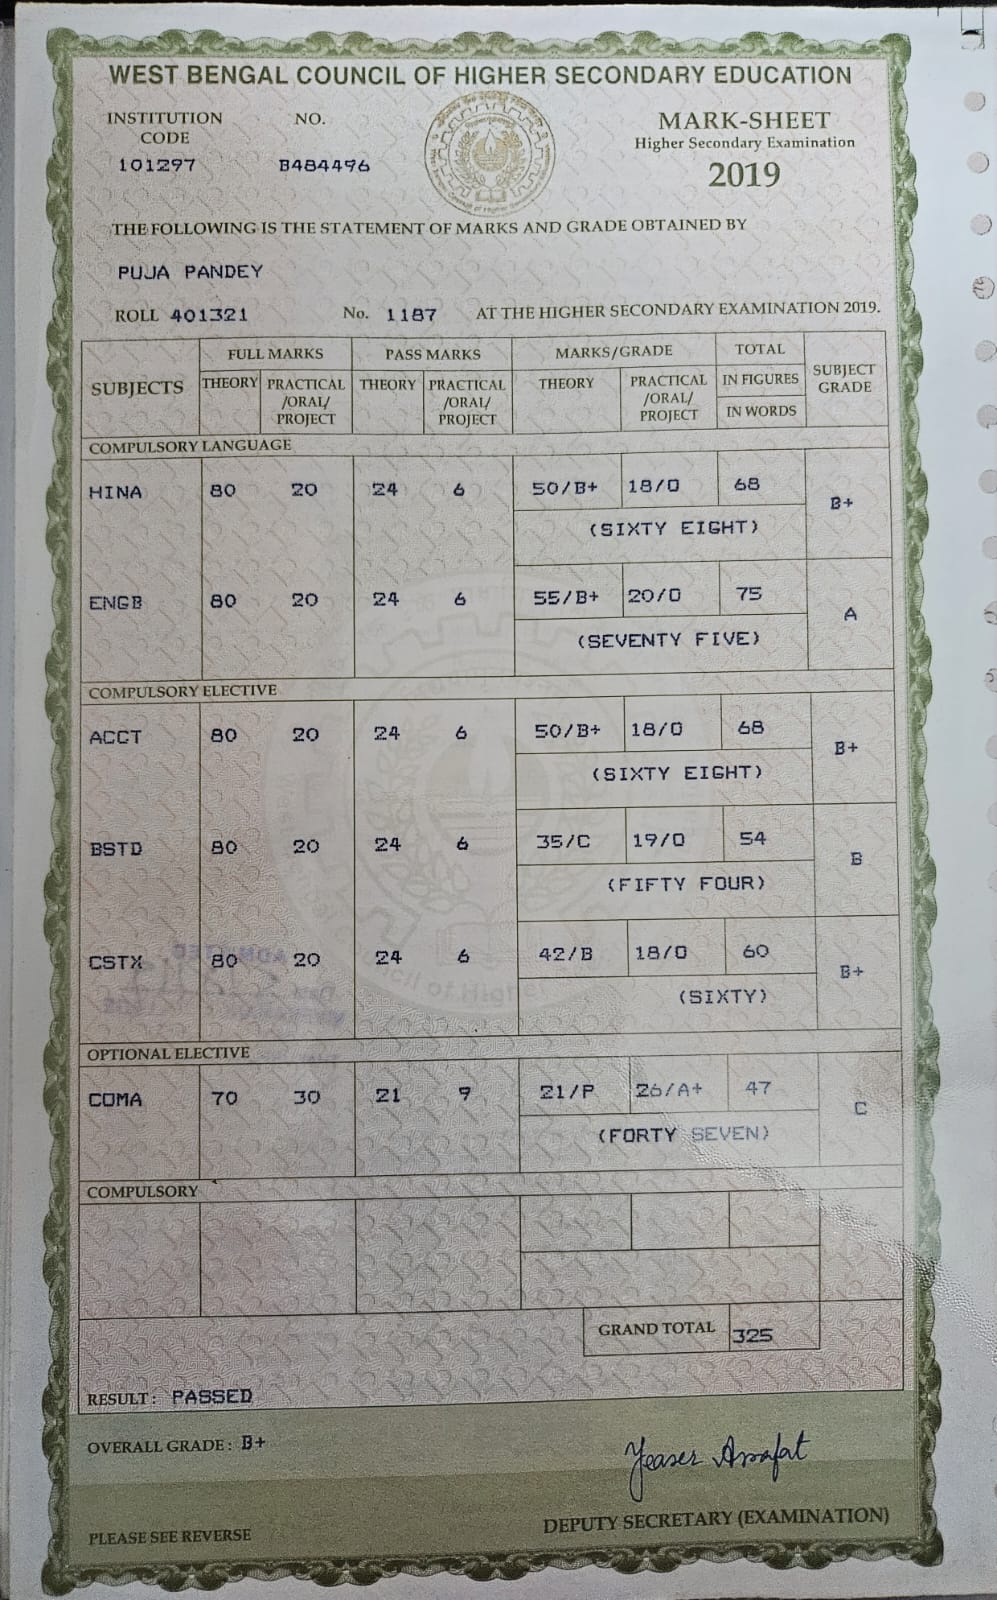 WEST BENGAL COUNCIL OF HIGHER SECONDARY EDUCATION
INSTITUTION CODE NO. MARK-SHEET
Higher Secondary Examination
101297 B484496 2019
THE FOLLOWING IS THE STATEMENT OF MARKS AND GRADE OBTAINED BY
PUJA PANDEY
ROLL 401321 No. 1187 AT THE HIGHER SECONDARY EXAMINATION 2019.
SUBJECTS FULL MARKS PASS MARKS MARKS/GRADE TOTAL SUBJECT GRADE
THEORY PRACTICAL /ORAL/ PROJECT THEORY PRACTICAL /ORAL/ PROJECT THEORY PRACTICAL /ORAL/ PROJECT IN FIGURES
IN WORDS
COMPULSORY LANGUAGE
HINA 80 20 24 6 50/B+ 18/O 68 B+
(SIXTY EIGHT)
ENGB 80 20 24 6 55/B+ 20/O 75 A
(SEVENTY FIVE)
COMPULSORY ELECTIVE
ACCT 80 20 24 6 50/B+ 18/O 68 B+
(SIXTY EIGHT)
BSTD 80 20 24 6 35/C 19/O 54 B
(FIFTY FOUR)
CSTX 80 20 24 6 42/B 18/O 60 B+
(SIXTY)
OPTIONAL ELECTIVE
COMA 70 30 21 9 21/P 26/A+ 47 C
(FORTY SEVEN)
COMPULSORY
GRAND TOTAL 325
RESULT: PASSED
OVERALL GRADE: B+
Yeaser Arrafat
PLEASE SEE REVERSE DEPUTY SECRETARY (EXAMINATION)